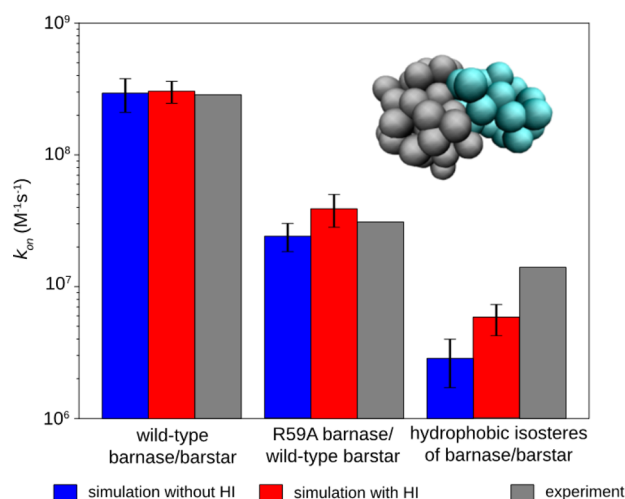 10⁹
10⁸
10⁷
10⁶
kₒₙ (M⁻¹s⁻¹)
wild-type
barnase/barstar
R59A barnase/
wild-type barstar
hydrophobic isosteres
of barnase/barstar
simulation without HI
simulation with HI
experiment